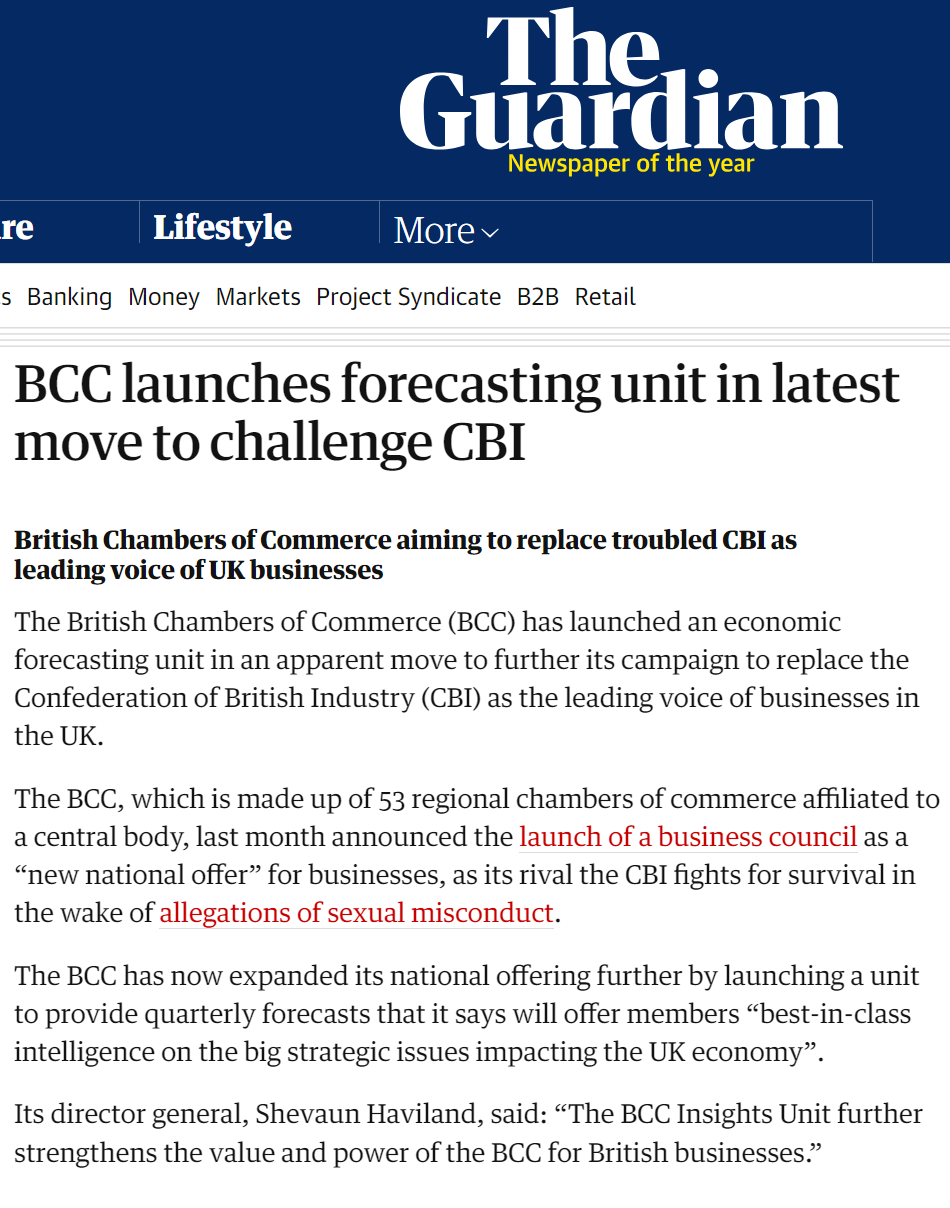 The
Guardian
Newspaper of the year
re Lifestyle More
s Banking Money Markets Project Syndicate B2B Retail
BCC launches forecasting unit in latest
move to challenge CBI
British Chambers of Commerce aiming to replace troubled CBI as
leading voice of UK businesses
The British Chambers of Commerce (BCC) has launched an economic
forecasting unit in an apparent move to further its campaign to replace the
Confederation of British Industry (CBI) as the leading voice of businesses in
the UK.
The BCC, which is made up of 53 regional chambers of commerce affiliated to
a central body, last month announced the launch of a business council as a
“new national offer” for businesses, as its rival the CBI fights for survival in
the wake of allegations of sexual misconduct.
The BCC has now expanded its national offering further by launching a unit
to provide quarterly forecasts that it says will offer members “best-in-class
intelligence on the big strategic issues impacting the UK economy”.
Its director general, Shevaun Haviland, said: “The BCC Insights Unit further
strengthens the value and power of the BCC for British businesses.”